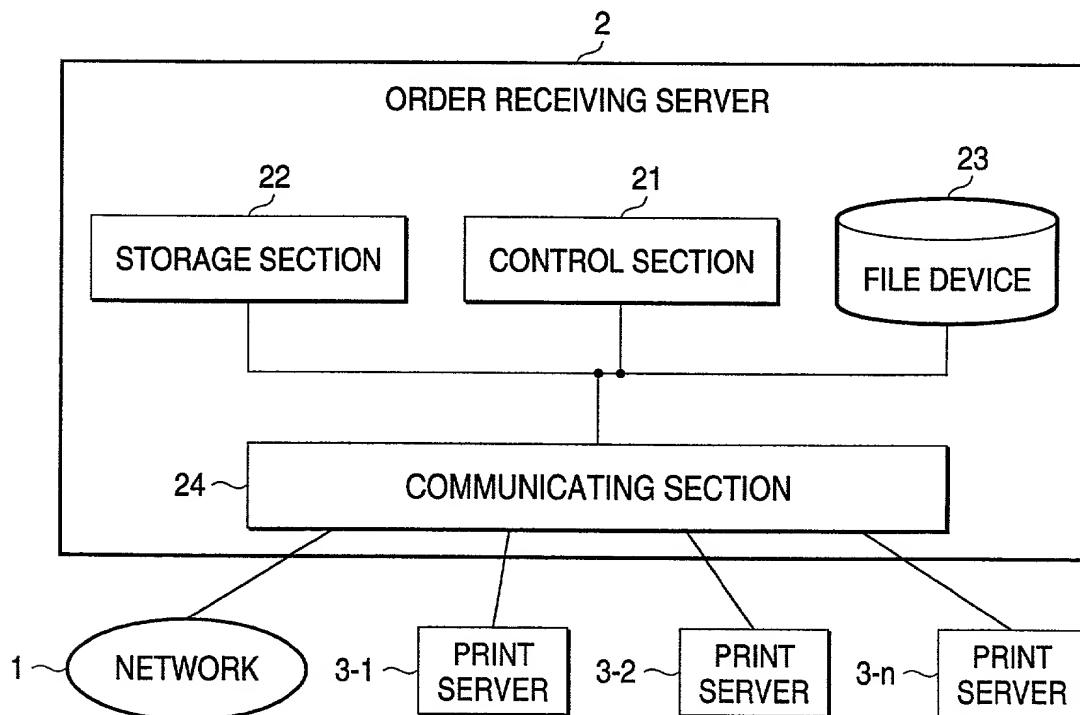 2
ORDER RECEIVING SERVER
22
21
23
STORAGE SECTION
CONTROL SECTION
FILE DEVICE
24
COMMUNICATING SECTION
1
NETWORK
3-1
PRINT
SERVER
3-2
PRINT
SERVER
3-n
PRINT
SERVER